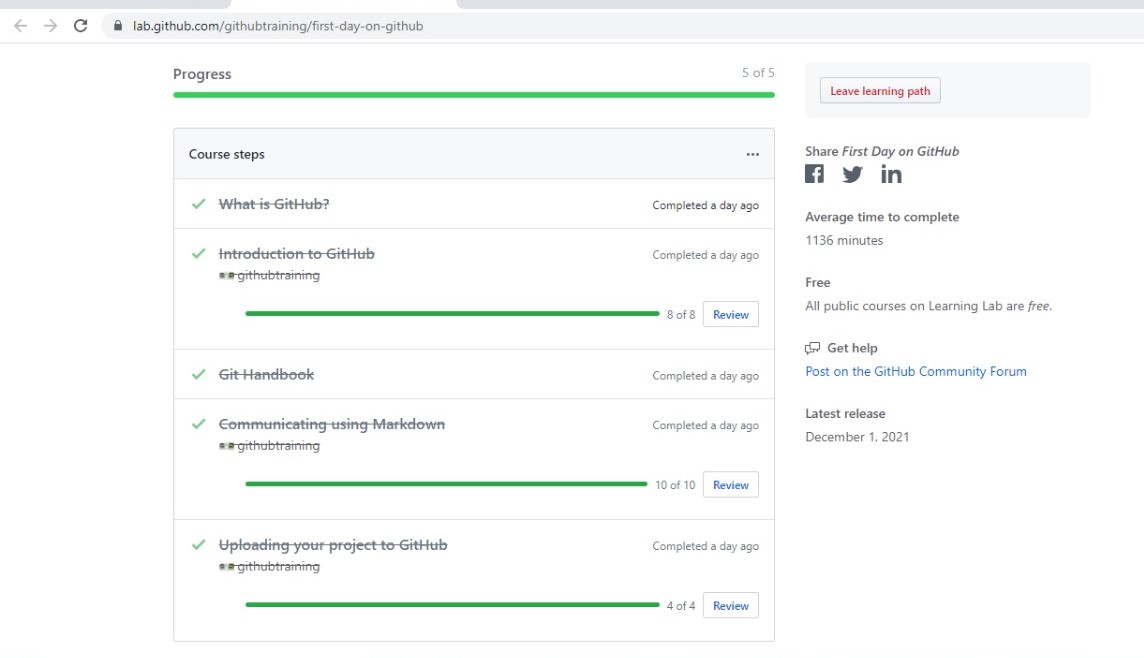 lab.github.com/githubtraining/first-day-on-github
Progress 5 of 5
Course steps ...
What is GitHub? Completed a day ago
Introduction to GitHub Completed a day ago
githubtraining
8 of 8 Review
Git Handbook Completed a day ago
Communicating using Markdown Completed a day ago
githubtraining
10 of 10 Review
Uploading your project to GitHub Completed a day ago
githubtraining
4 of 4 Review
Leave learning path
Share First Day on GitHub
Average time to complete
1136 minutes
Free
All public courses on Learning Lab are free.
Get help
Post on the GitHub Community Forum
Latest release
December 1, 2021